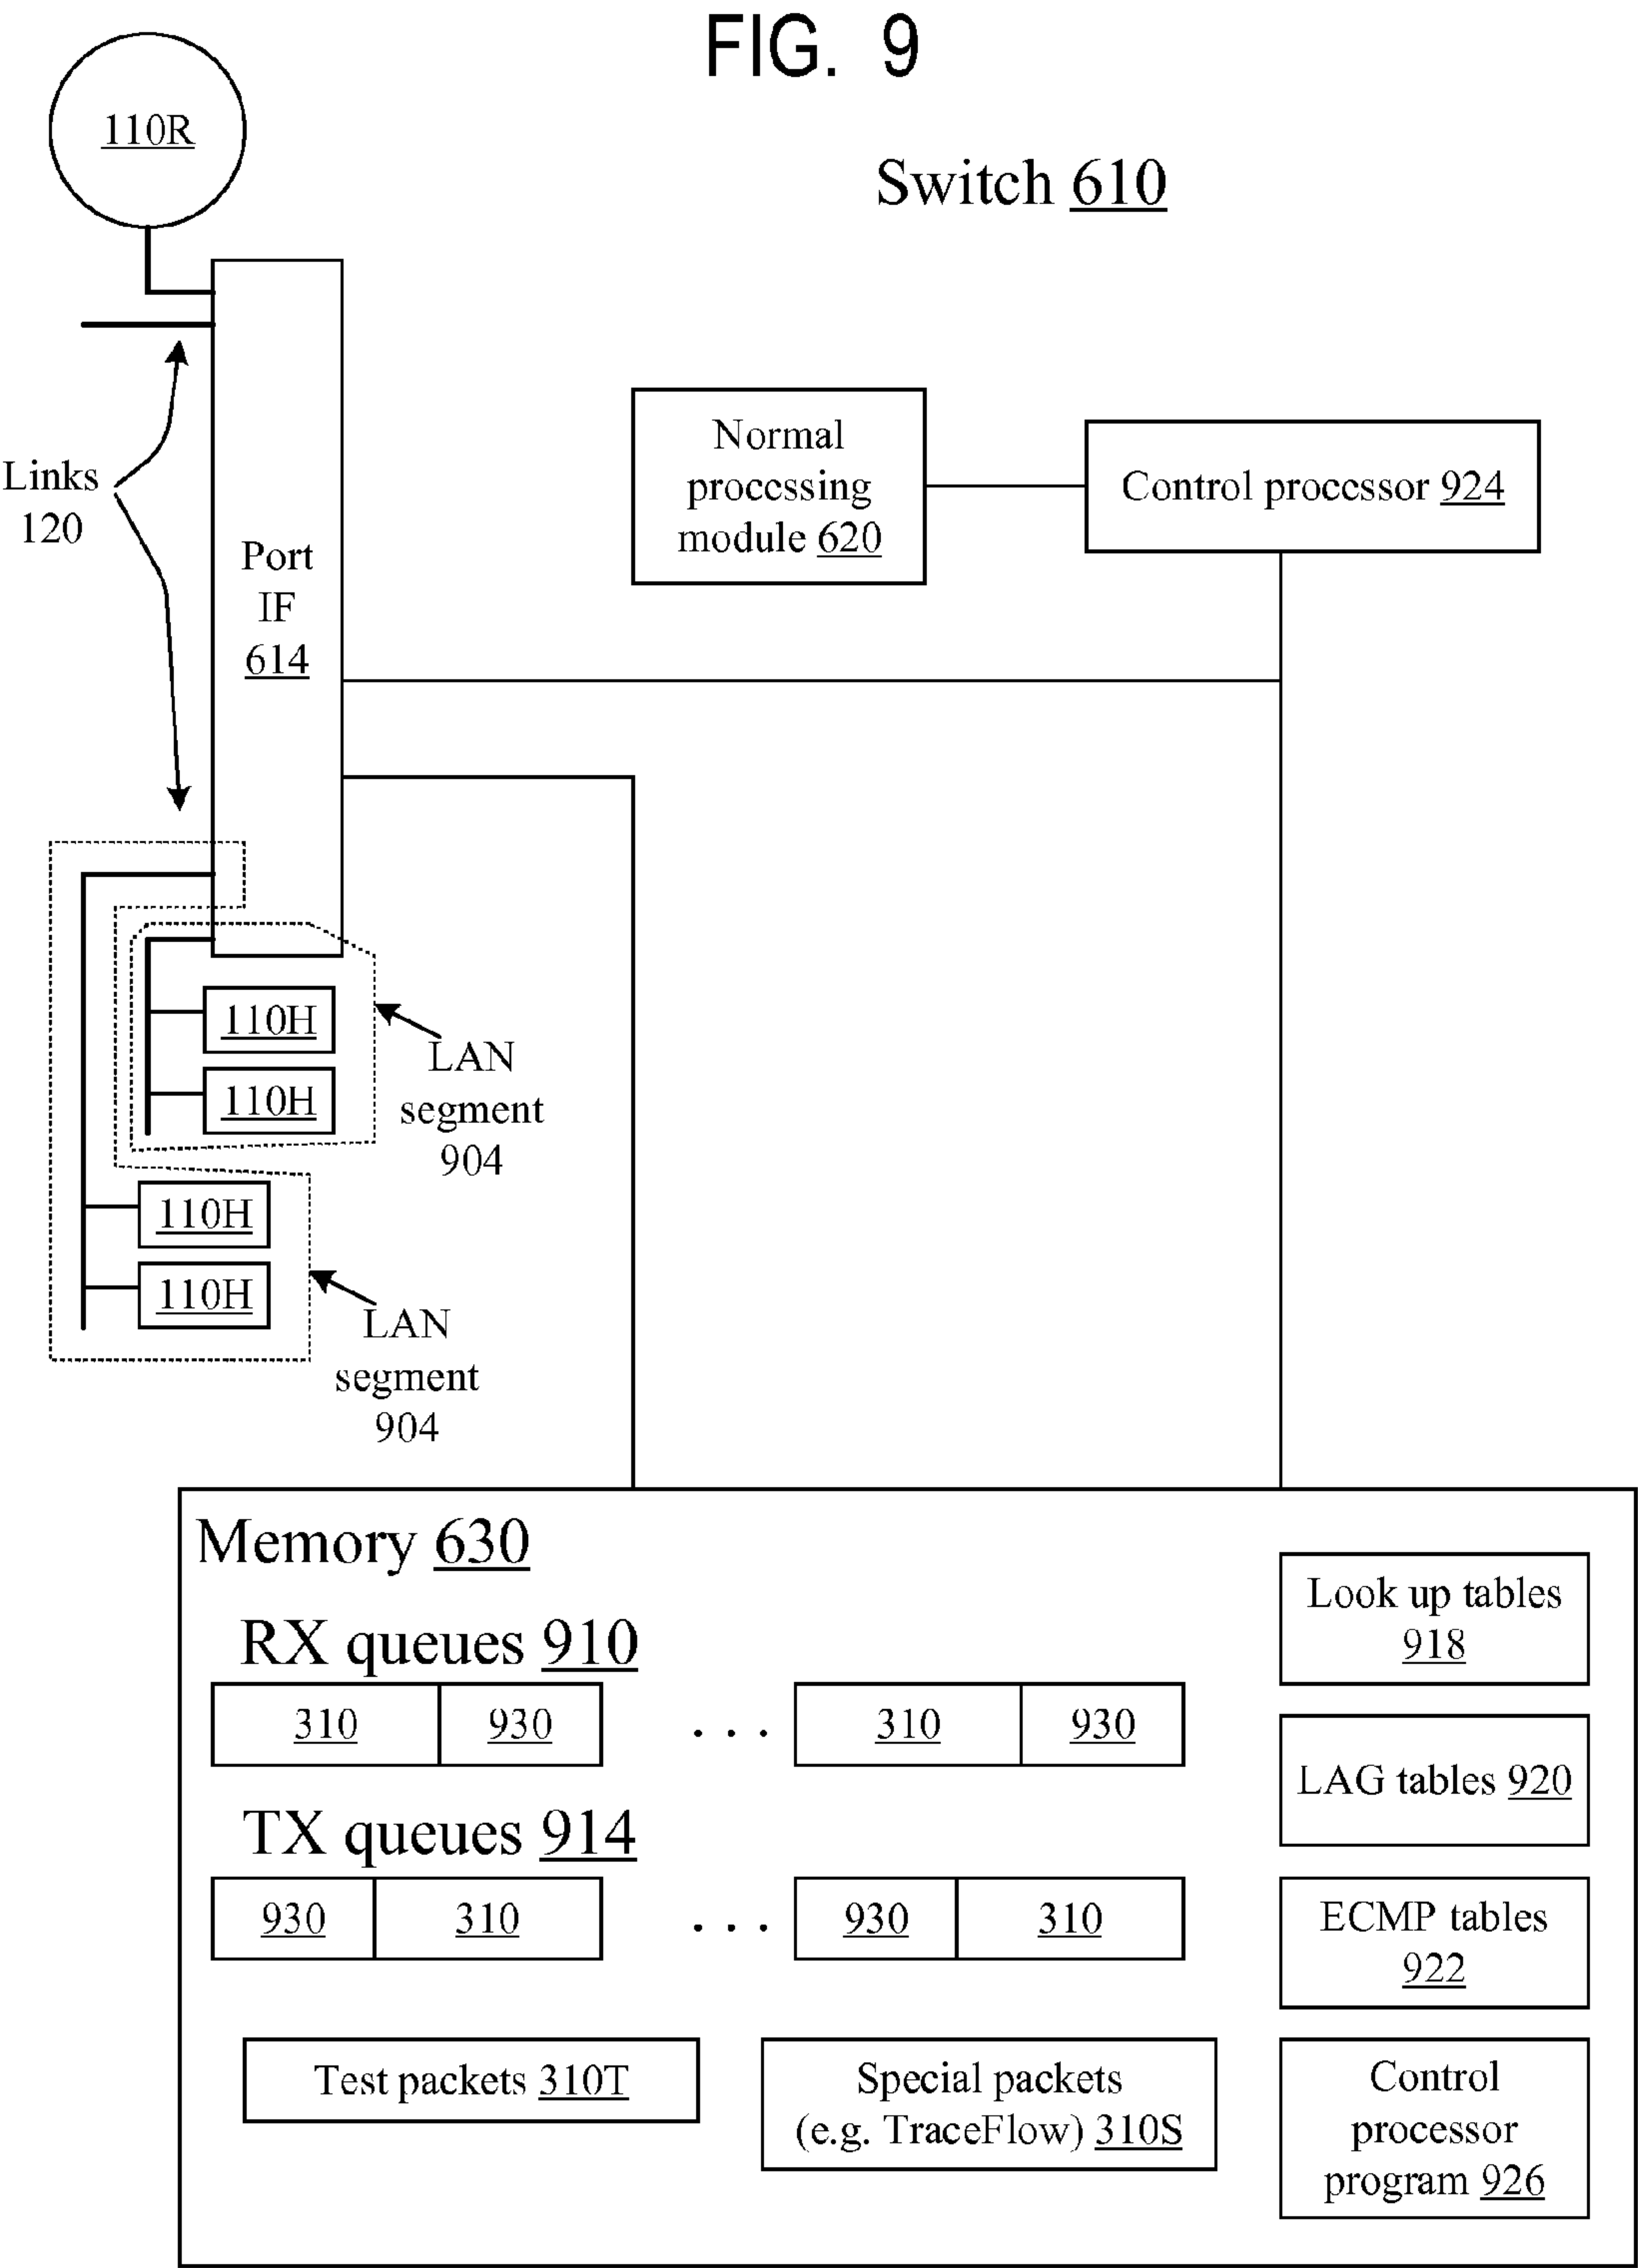 FIG. 9
110R
Switch 610
Links
120
Port
IF
614
Normal
processing
module 620
Control processor 924
110H
110H
LAN
segment
904
110H
110H
LAN
segment
904
Memory 630
RX queues 910
310 930 . . . 310 930
TX queues 914
930 310 . . . 930 310
Test packets 310T
Special packets
(e.g. TraceFlow) 310S
Look up tables
918
LAG tables 920
ECMP tables
922
Control
processor
program 926